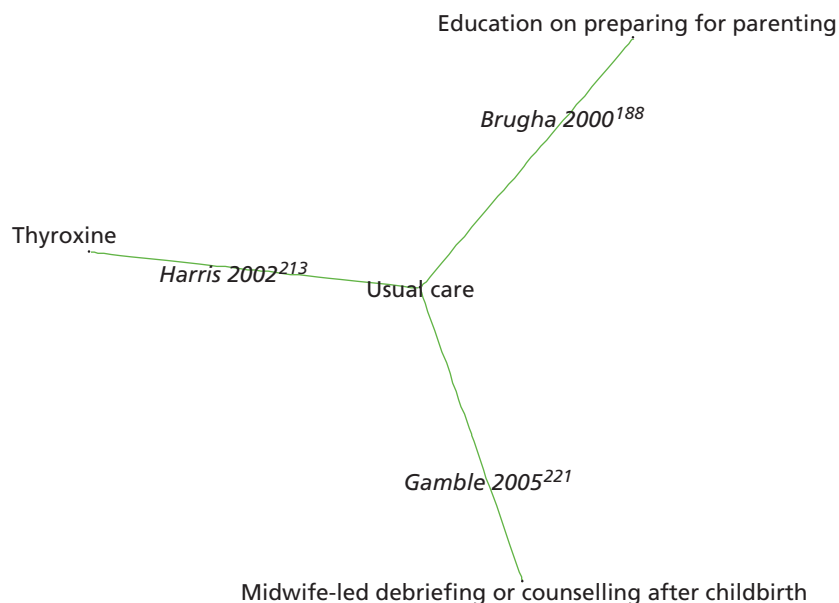 Education on preparing for parenting
Brugha 2000188
Thyroxine
Harris 2002213
Usual care
Gamble 2005221
Midwife-led debriefing or counselling after childbirth